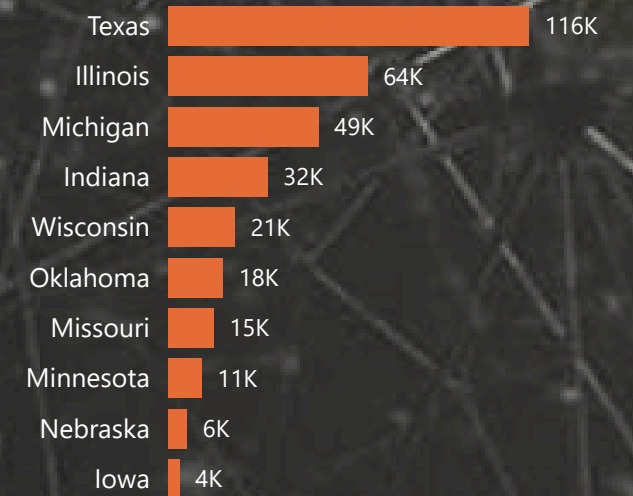 Texas 116K
Illinois 64K
Michigan 49K
Indiana 32K
Wisconsin 21K
Oklahoma 18K
Missouri 15K
Minnesota 11K
Nebraska 6K
Iowa 4K